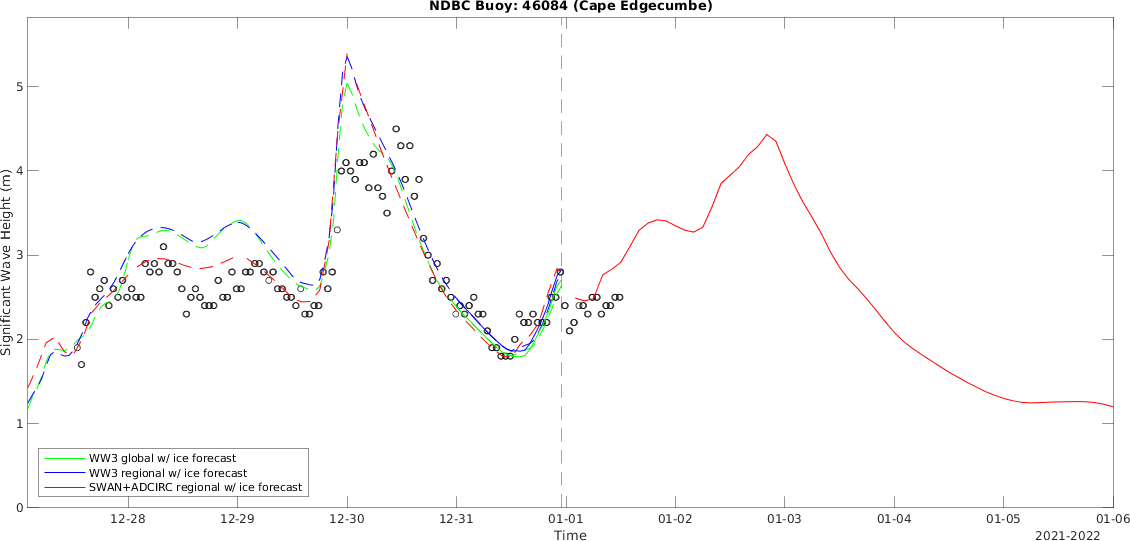 NDBC Buoy: 46084 (Cape Edgecumbe)
Significant Wave Height (m)
5
4
3
2
1
0
WW3 global w/ ice forecast
WW3 regional w/ ice forecast
SWAN+ADCIRC regional w/ ice forecast
12-28 12-29 12-30 12-31 01-01 01-02 01-03 01-04 01-05 01-06
Time
2021-2022